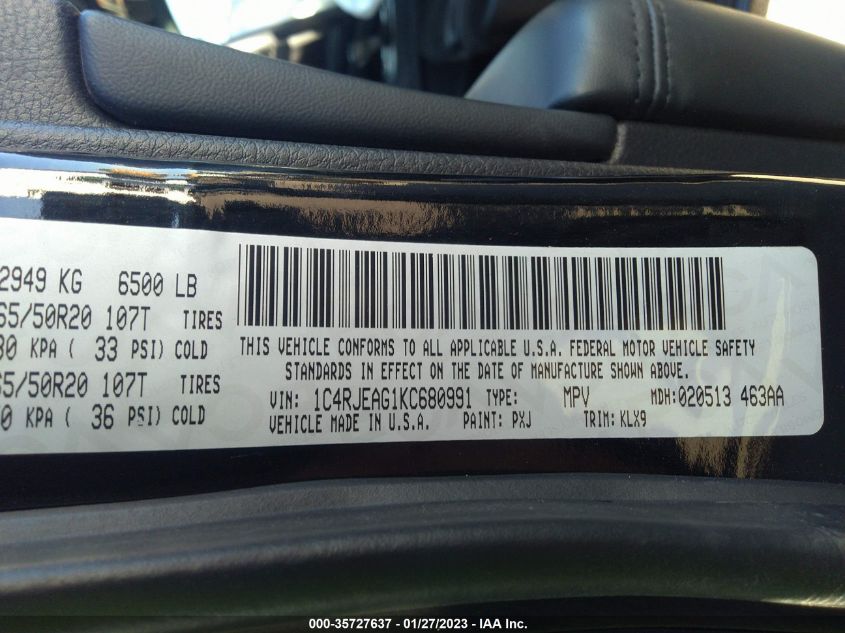 2949 KG 6500 LB
65/50R20 107T TIRES
30 KPA ( 33 PSI) COLD
65/50R20 107T TIRES
0 KPA ( 36 PSI) COLD
THIS VEHICLE CONFORMS TO ALL APPLICABLE U.S.A. FEDERAL MOTOR VEHICLE SAFETY
STANDARDS IN EFFECT ON THE DATE OF MANUFACTURE SHOWN ABOVE.
VIN: 1C4RJEAG1KC680991 TYPE: MPV MDH:020513 463AA
VEHICLE MADE IN U.S.A. PAINT: PXJ TRIM: KLX9
000-35727637 - 01/27/2023 - IAA Inc.